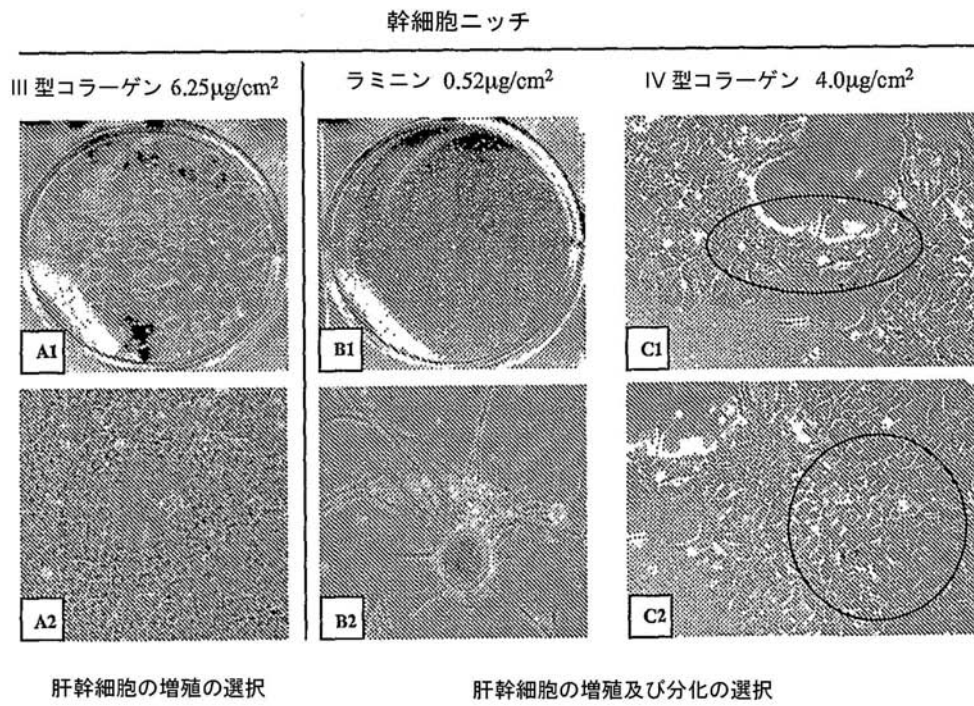 幹細胞ニッチ
III 型コラーゲン 6.25μg/cm²
ラミニン 0.52μg/cm²
IV 型コラーゲン 4.0μg/cm²
A1
B1
C1
A2
B2
C2
肝幹細胞の増殖の選択
肝幹細胞の増殖及び分化の選択